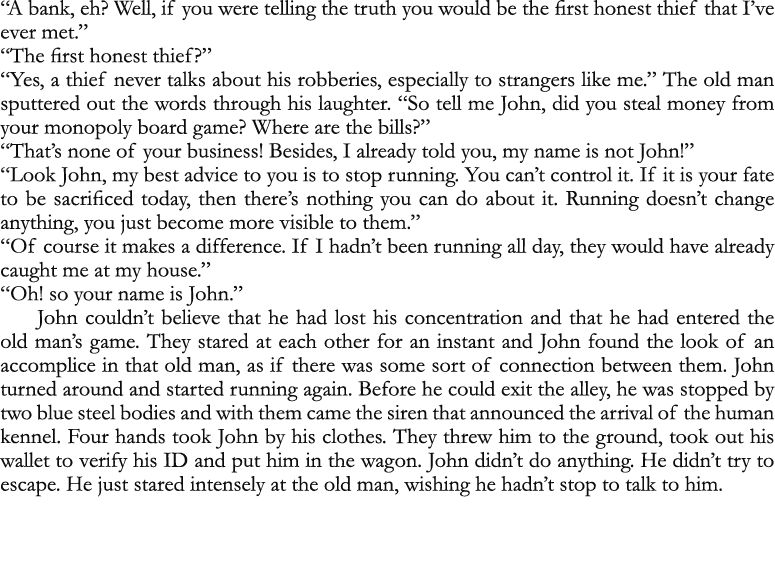 “A bank, eh? Well, if you were telling the truth you would be the first honest thief that I’ve
ever met.”
“The first honest thief?”
“Yes, a thief never talks about his robberies, especially to strangers like me.” The old man
sputtered out the words through his laughter. “So tell me John, did you steal money from
your monopoly board game? Where are the bills?”
“That’s none of your business! Besides, I already told you, my name is not John!”
“Look John, my best advice to you is to stop running. You can’t control it. If it is your fate
to be sacrificed today, then there’s nothing you can do about it. Running doesn’t change
anything, you just become more visible to them.”
“Of course it makes a difference. If I hadn’t been running all day, they would have already
caught me at my house.”
“Oh! so your name is John.”
John couldn’t believe that he had lost his concentration and that he had entered the
old man’s game. They stared at each other for an instant and John found the look of an
accomplice in that old man, as if there was some sort of connection between them. John
turned around and started running again. Before he could exit the alley, he was stopped by
two blue steel bodies and with them came the siren that announced the arrival of the human
kennel. Four hands took John by his clothes. They threw him to the ground, took out his
wallet to verify his ID and put him in the wagon. John didn’t do anything. He didn’t try to
escape. He just stared intensely at the old man, wishing he hadn’t stop to talk to him.